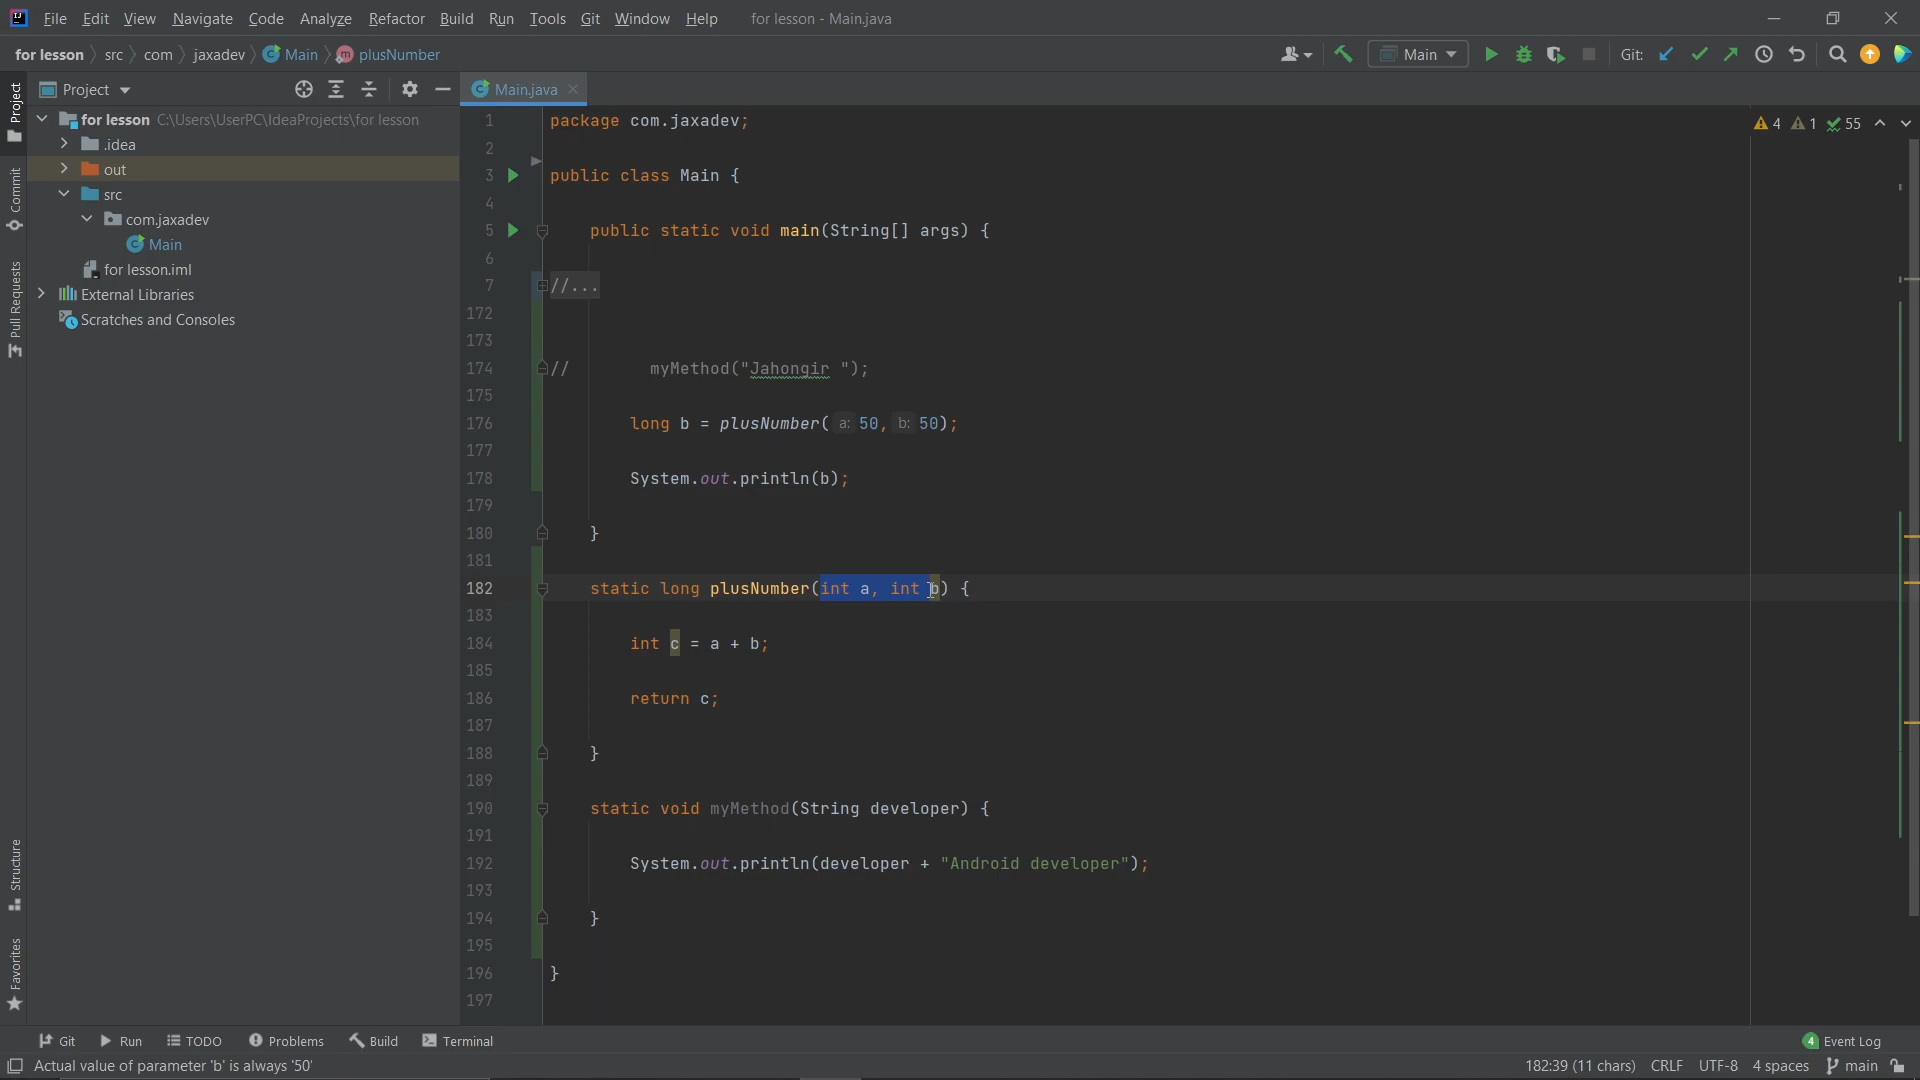 File Edit View Navigate Code Analyze Refactor Build Run Tools Git Window Help for lesson - Main.java
for lesson src com jaxadev Main plusNumber Main Git:
Project Main.java
for lesson C:\Users\UserPC\IdeaProjects\for lesson
.idea
out
src
com.jaxadev
Main
for lesson.iml
External Libraries
Scratches and Consoles
Project
Commit
Pull Requests
Structure
Favorites
4 1 55
1 package com.jaxadev;
2
3 public class Main {
4
5 public static void main(String[] args) {
6
7 //...
172
173
174 // myMethod("Jahongir ");
175
176 long b = plusNumber( a: 50, b: 50);
177
178 System.out.println(b);
179
180 }
181
182 static long plusNumber(int a, int b) {
183
184 int c = a + b;
185
186 return c;
187
188 }
189
190 static void myMethod(String developer) {
191
192 System.out.println(developer + "Android developer");
193
194 }
195
196 }
197
Git Run TODO Problems Build Terminal 4 Event Log
Actual value of parameter 'b' is always '50' 182:39 (11 chars) CRLF UTF-8 4 spaces main